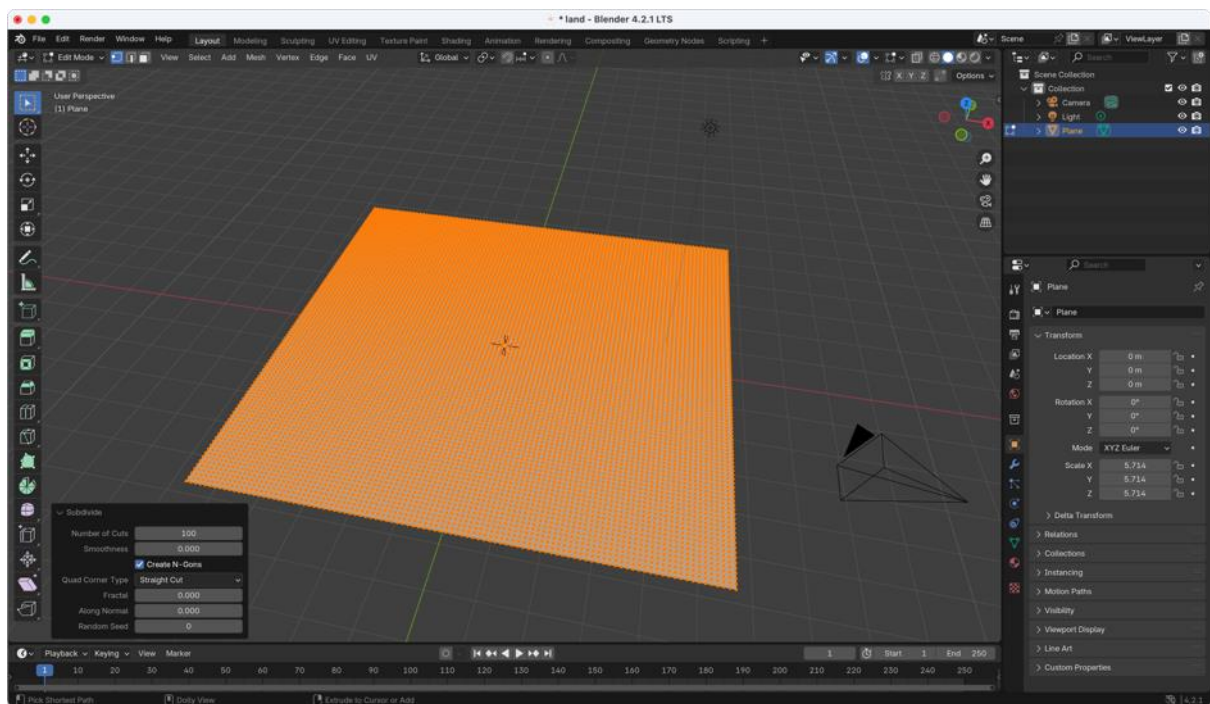 * land - Blender 4.2.1 LTS
File Edit Render Window Help Layout Modeling Sculpting UV Editing Texture Paint Shading Animation Rendering Compositing Geometry Nodes Scripting + Scene ViewLayer
Edit Mode View Select Add Mesh Vertex Edge Face UV Global Search
X Y Z Options
User Perspective
(1) Plane
Scene Collection
Collection
Camera
Light
Plane
Z
X
Search
Plane
Plane
Transform
Location X 0 m
Y 0 m
Z 0 m
Rotation X 0°
Y 0°
Z 0°
Mode XYZ Euler
Scale X 5.714
Y 5.714
Z 5.714
Delta Transform
Relations
Collections
Instancing
Motion Paths
Visibility
Viewport Display
Line Art
Custom Properties
Subdivide
Number of Cuts 100
Smoothness 0.000
Create N-Gons
Quad Corner Type Straight Cut
Fractal 0.000
Along Normal 0.000
Random Seed 0
Playback Keying View Marker 1 Start 1 End 250
1 10 20 30 40 50 60 70 80 90 100 110 120 130 140 150 160 170 180 190 200 210 220 230 240 250
Pick Shortest Path Dolly View Extrude to Cursor or Add 4.2.1